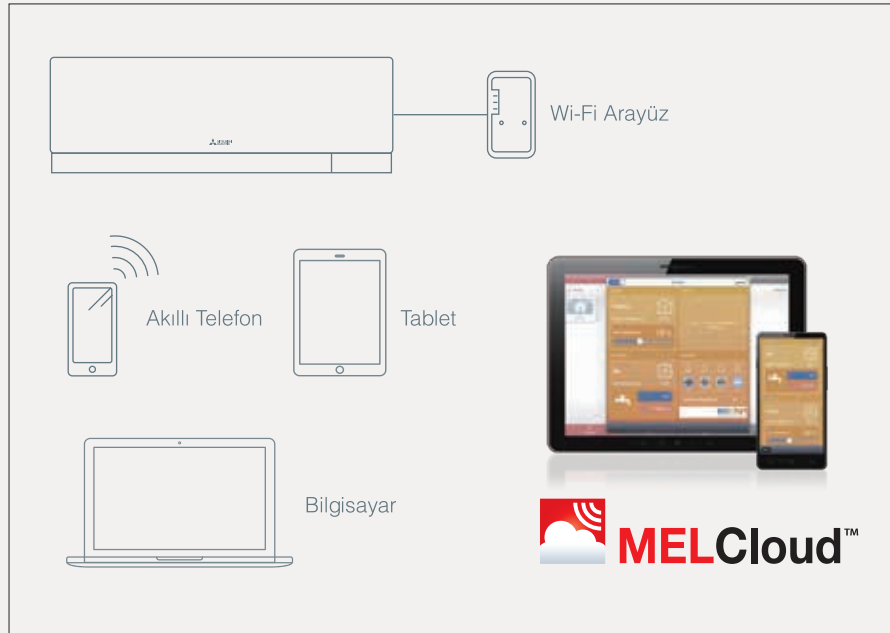 Wi-Fi Arayüz
Akıllı Telefon
Tablet
Bilgisayar
MELCloud™